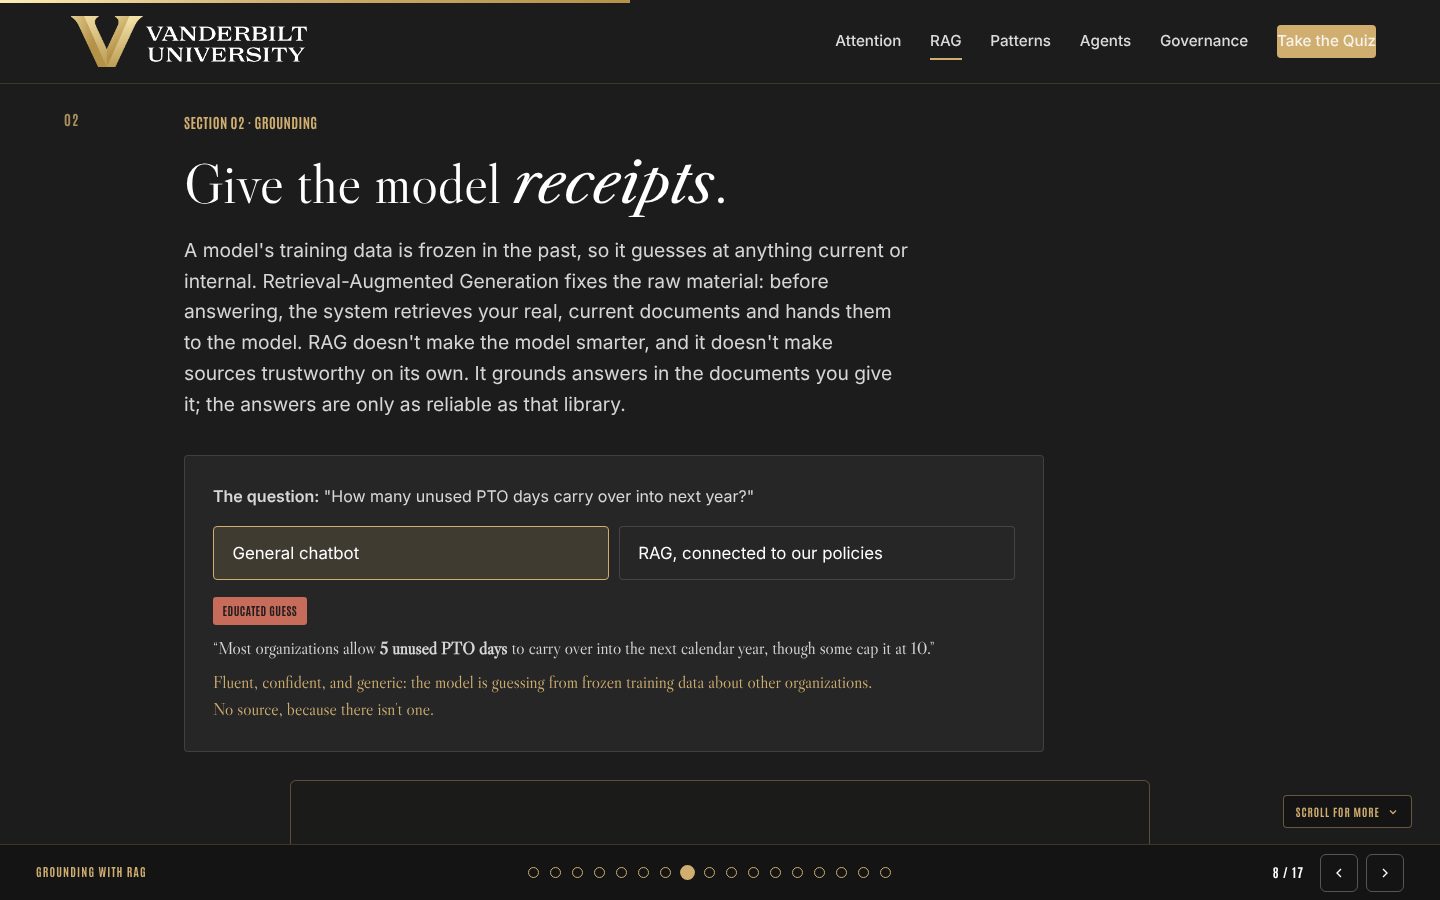 VANDERBILT
UNIVERSITY
Attention
RAG
Patterns
Agents
Governance
Take the Quiz
02
SECTION 02 · GROUNDING
Give the model receipts.
A model's training data is frozen in the past, so it guesses at anything current or
internal. Retrieval-Augmented Generation fixes the raw material: before
answering, the system retrieves your real, current documents and hands them
to the model. RAG doesn't make the model smarter, and it doesn't make
sources trustworthy on its own. It grounds answers in the documents you give
it; the answers are only as reliable as that library.
The question: "How many unused PTO days carry over into next year?"
General chatbot
RAG, connected to our policies
EDUCATED GUESS
“Most organizations allow 5 unused PTO days to carry over into the next calendar year, though some cap it at 10.”
Fluent, confident, and generic: the model is guessing from frozen training data about other organizations.
No source, because there isn't one.
SCROLL FOR MORE
GROUNDING WITH RAG
8 / 17